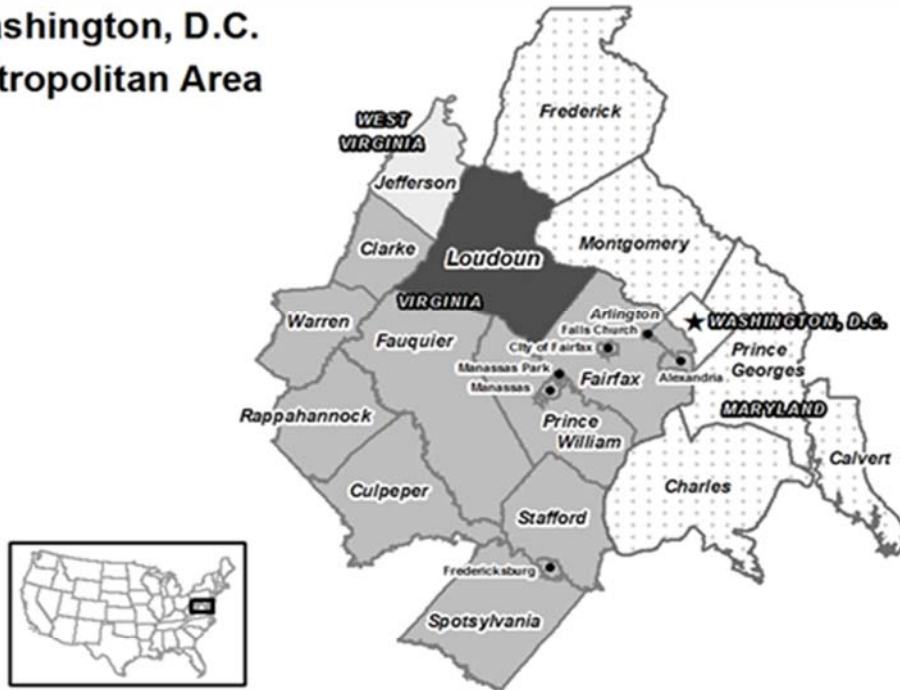 shington, D.C.
tropolitan Area
Frederick
WEST
VIRGINIA
Jefferson
Montgomery
Clarke
Loudoun
VIRGINIA
Warren
Fauquier
Arlington
Falls Church
WASHINGTON, D.C.
City of Fairfax
Prince
Georges
Manassas Park
Fairfax
Alexandria
Manassas
MARYLAND
Rappahannock
Prince
William
Calvert
Culpeper
Charles
Stafford
Fredericksburg
Spotsylvania